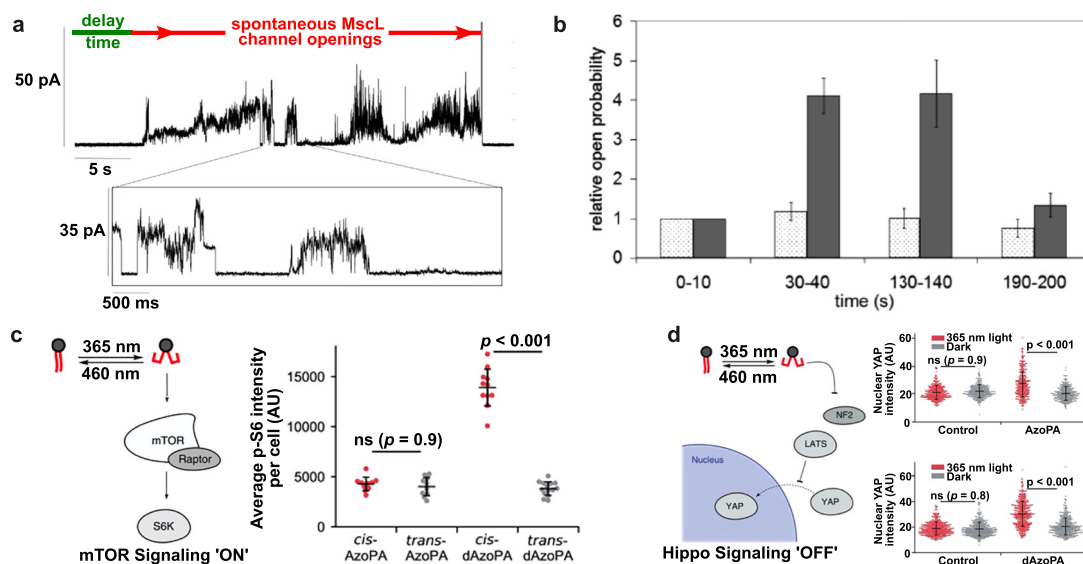 a
delay
time
spontaneous MscL
channel openings
50 pA
5 s
35 pA
500 ms
b
relative open probability
6
5
4
3
2
1
0
0-10
30-40
130-140
190-200
time (s)
c
365 nm
460 nm
mTOR
Raptor
S6K
mTOR Signaling 'ON'
Average p-S6 intensity
per cell (AU)
15000
10000
5000
0
ns (p = 0.9)
p < 0.001
cis-
AzoPA
trans-
AzoPA
cis-
dAzoPA
trans-
dAzoPA
d
365 nm
460 nm
NF2
LATS
Nucleus
YAP
YAP
Hippo Signaling 'OFF'
Nuclear YAP
intensity (AU)
60
40
20
0
365 nm light
Dark
ns (p = 0.9)
p < 0.001
Control
AzoPA
Nuclear YAP
intensity (AU)
60
40
20
0
365 nm light
Dark
ns (p = 0.8)
p < 0.001
Control
dAzoPA